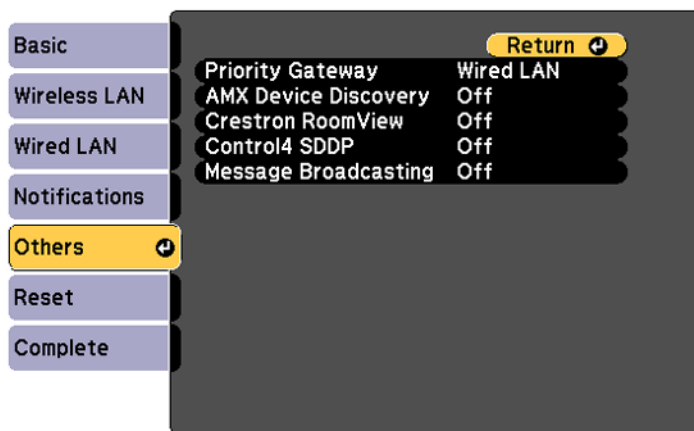 Basic
Wireless LAN
Wired LAN
Notifications
Others
Reset
Complete
Return
Priority Gateway Wired LAN
AMX Device Discovery Off
Crestron RoomView Off
Control4 SDDP Off
Message Broadcasting Off